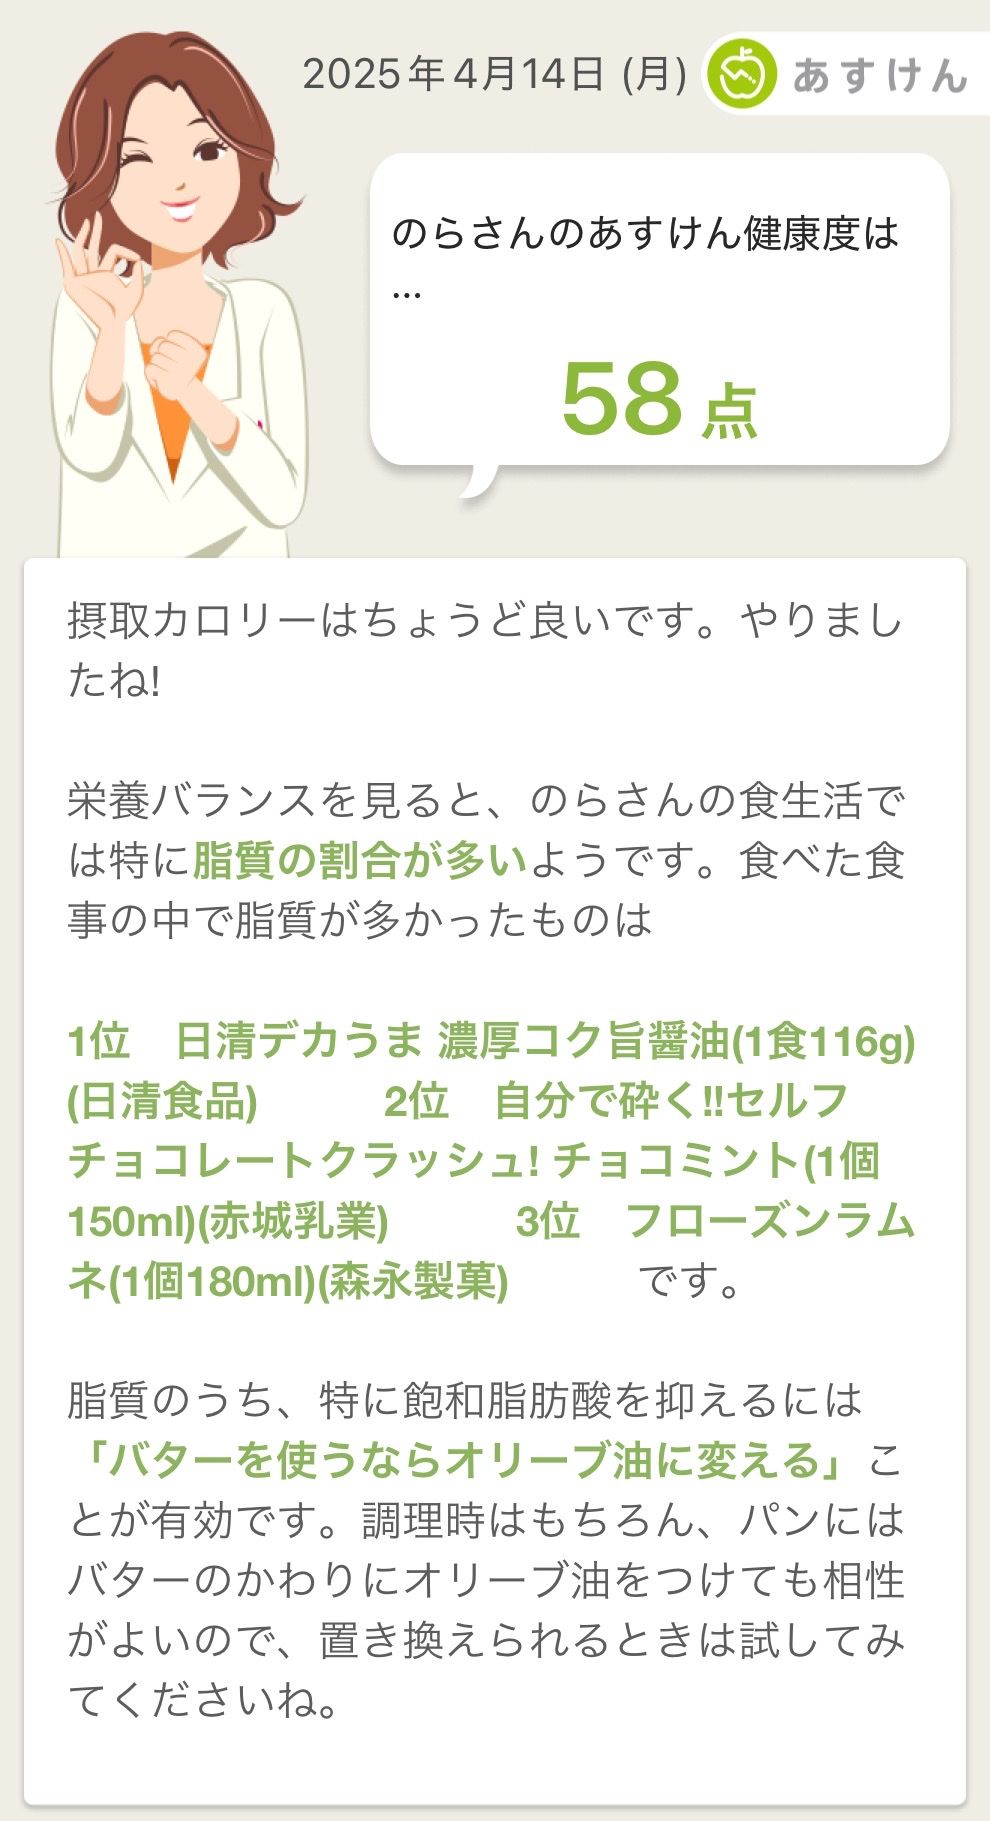 2025年4月14日 (月)
あすけん
のらさんのあすけん健康度は
...
58 点
摂取カロリーはちょうど良いです。やりまし
たね!
栄養バランスを見ると、のらさんの食生活で
は特に脂質の割合が多いようです。食べた食
事の中で脂質が多かったものは
1位　日清デカうま 濃厚コク旨醤油(1食116g)
(日清食品)　　　2位　自分で砕く!!セルフ
チョコレートクラッシュ! チョコミント(1個
150ml)(赤城乳業)　　　3位　フローズンラム
ネ(1個180ml)(森永製菓)　　　です。
脂質のうち、特に飽和脂肪酸を抑えるには
「バターを使うならオリーブ油に変える」こ
とが有効です。調理時はもちろん、パンには
バターのかわりにオリーブ油をつけても相性
がよいので、置き換えられるときは試してみ
てくださいね。